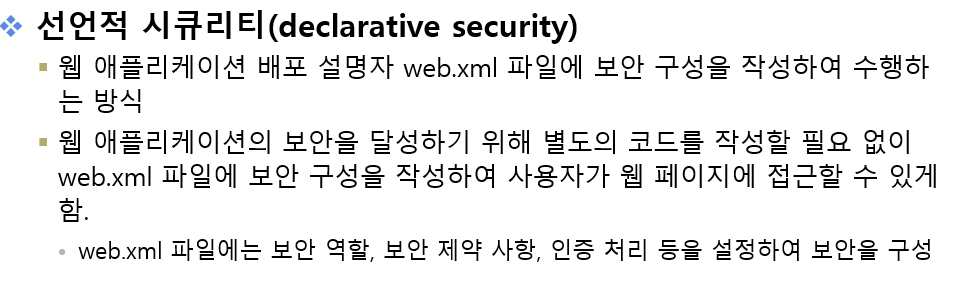 선언적 시큐리티(declarative security)
웹 애플리케이션 배포 설명자 web.xml 파일에 보안 구성을 작성하여 수행하
는 방식
웹 애플리케이션의 보안을 달성하기 위해 별도의 코드를 작성할 필요 없이
web.xml 파일에 보안 구성을 작성하여 사용자가 웹 페이지에 접근할 수 있게
함.
web.xml 파일에는 보안 역할, 보안 제약 사항, 인증 처리 등을 설정하여 보안을 구성